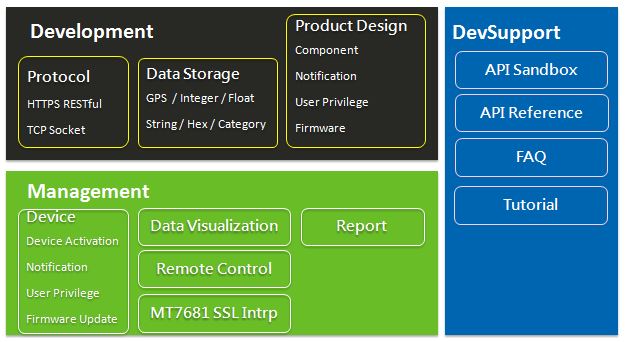 Development
Protocol
HTTPS RESTful
TCP Socket
Data Storage
GPS / Integer / Float
String / Hex / Category
Product Design
Component
Notification
User Privilege
Firmware
Management
Device
Device Activation
Notification
User Privilege
Firmware Update
Data Visualization
Remote Control
MT7681 SSL Intrp
Report
DevSupport
API Sandbox
API Reference
FAQ
Tutorial